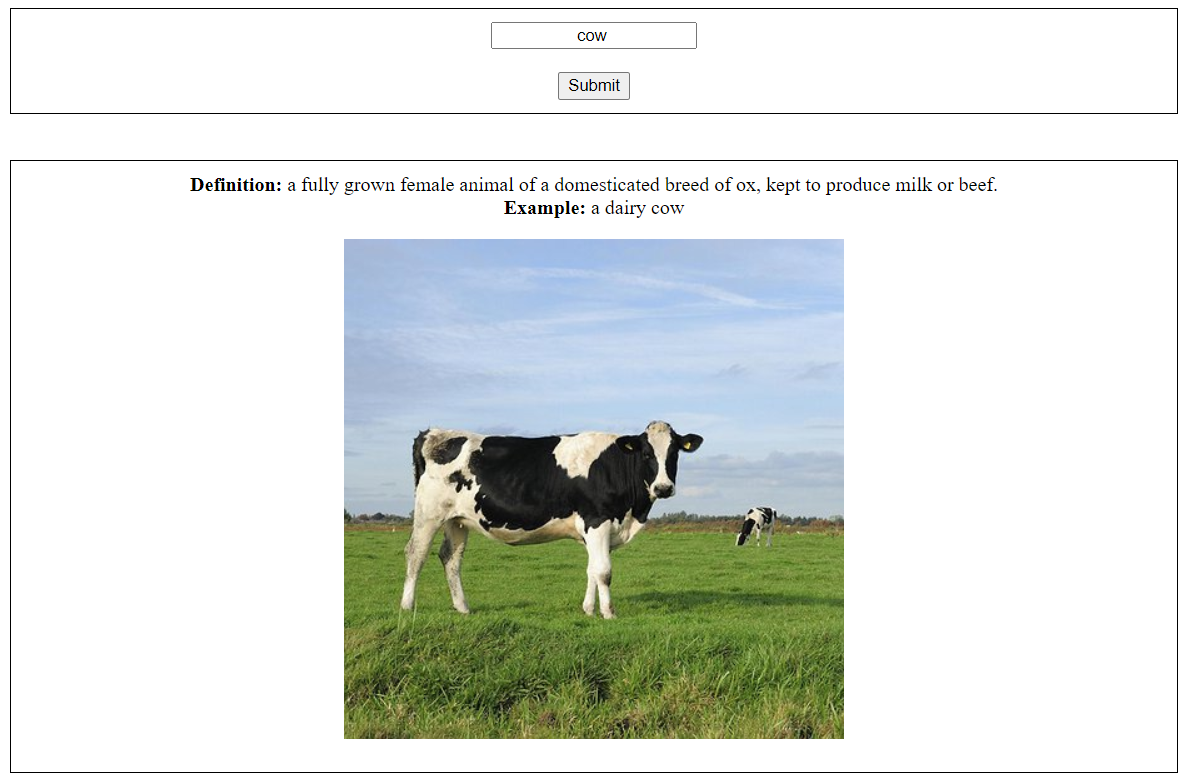 cow
Submit
Definition: a fully grown female animal of a domesticated breed of ox, kept to produce milk or beef.
Example: a dairy cow